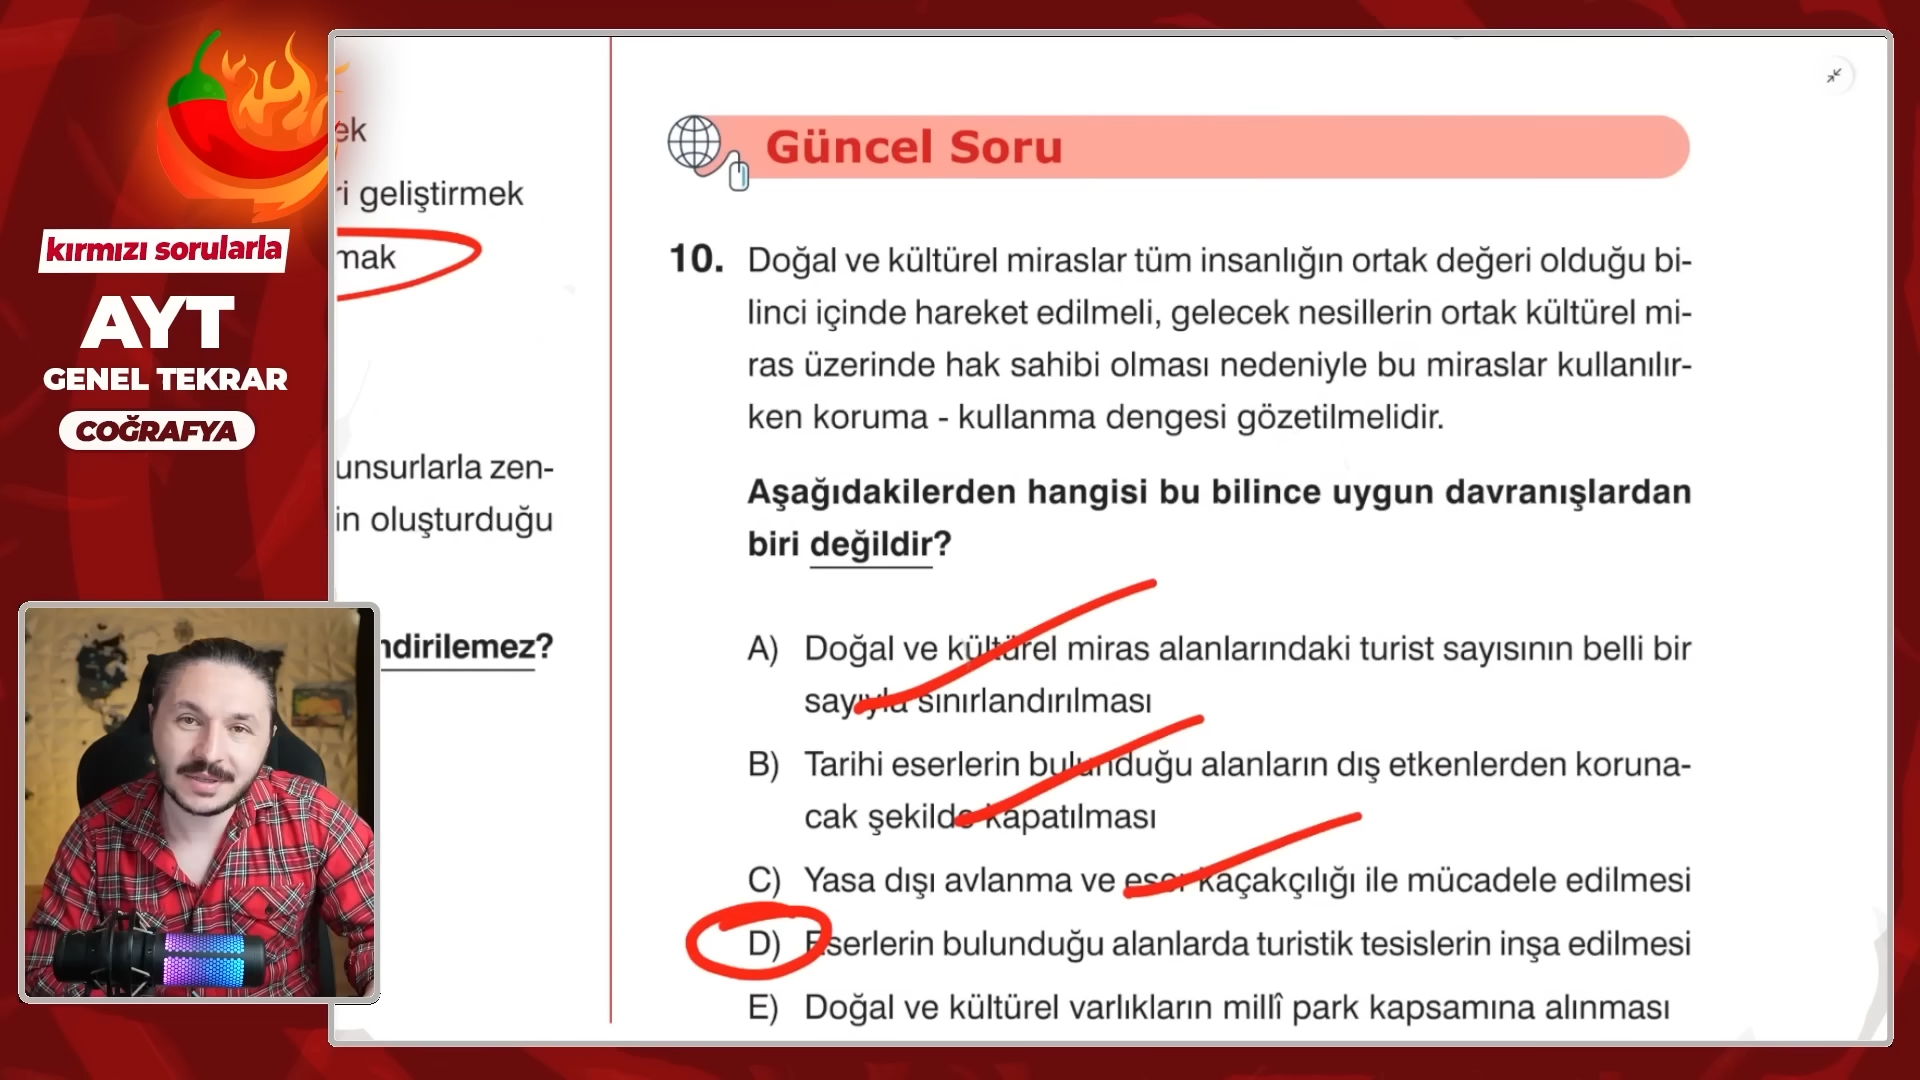 kırmızı sorularla
AYT
GENEL TEKRAR
COĞRAFYA
ek
ri geliştirmek
mak
unsurlarla zen-
in oluşturduğu
ndirilemez?
Güncel Soru
10. Doğal ve kültürel miraslar tüm insanlığın ortak değeri olduğu bi-
linci içinde hareket edilmeli, gelecek nesillerin ortak kültürel mi-
ras üzerinde hak sahibi olması nedeniyle bu miraslar kullanılır-
ken koruma - kullanma dengesi gözetilmelidir.
Aşağıdakilerden hangisi bu bilince uygun davranışlardan
biri değildir?
A) Doğal ve kültürel miras alanlarındaki turist sayısının belli bir
sayıyla sınırlandırılması
B) Tarihi eserlerin bulunduğu alanların dış etkenlerden koruna-
cak şekilde kapatılması
C) Yasa dışı avlanma ve eser kaçakçılığı ile mücadele edilmesi
D) Eserlerin bulunduğu alanlarda turistik tesislerin inşa edilmesi
E) Doğal ve kültürel varlıkların millî park kapsamına alınması